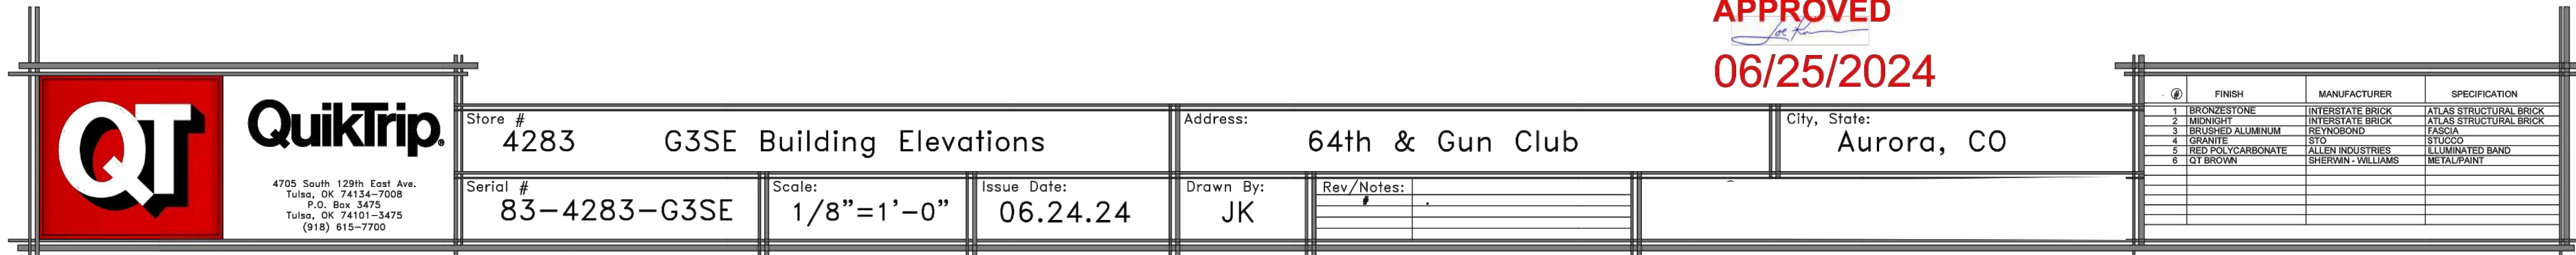 APPROVED
06/25/2024
QT
QuikTrip®
4705 South 129th East Ave.
Tulsa, OK 74134-7008
P.O. Box 3475
Tulsa, OK 74101-3475
(918) 615-7700
Store #
4283 G3SE Building Elevations
Address:
64th & Gun Club
City, State:
Aurora, CO
Serial #
83-4283-G3SE
Scale:
1/8"=1'-0"
Issue Date:
06.24.24
Drawn By:
JK
Rev/Notes:
#
# FINISH MANUFACTURER SPECIFICATION
1 BRONZESTONE INTERSTATE BRICK ATLAS STRUCTURAL BRICK
2 MIDNIGHT INTERSTATE BRICK ATLAS STRUCTURAL BRICK
3 BRUSHED ALUMINUM REYNOBOND FASCIA
4 GRANITE STO STUCCO
5 RED POLYCARBONATE ALLEN INDUSTRIES ILLUMINATED BAND
6 QT BROWN SHERWIN - WILLIAMS METAL/PAINT